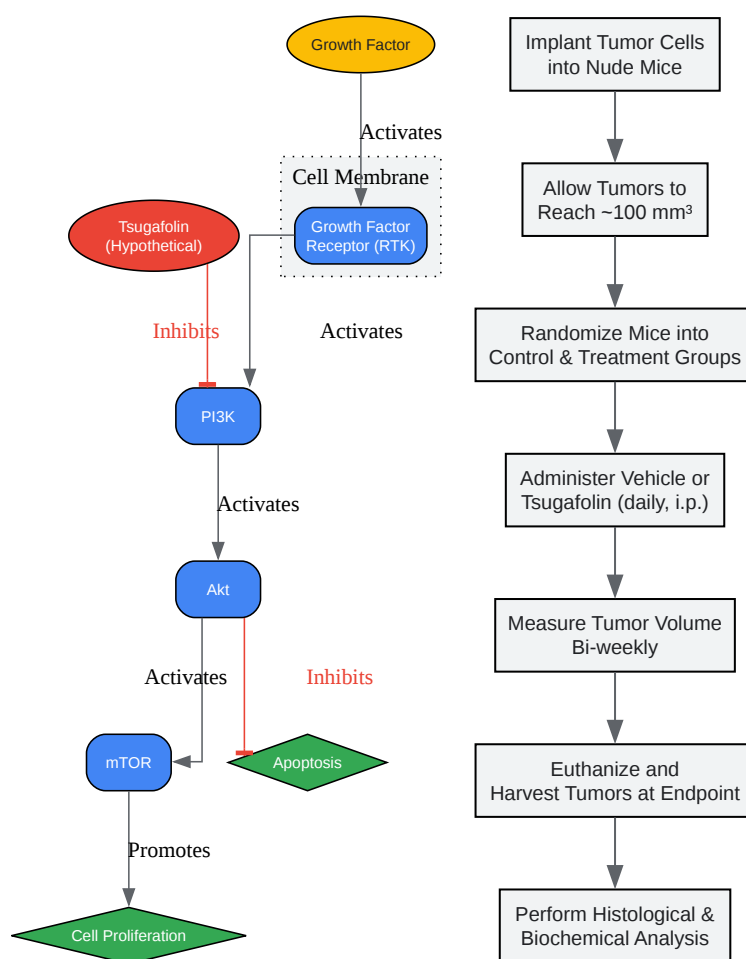 Growth Factor
Activates
Cell Membrane
Growth Factor
Receptor (RTK)
Tsugafolin
(Hypothetical)
Inhibits
Activates
PI3K
Activates
Akt
Activates
Inhibits
mTOR
Apoptosis
Promotes
Cell Proliferation
Implant Tumor Cells
into Nude Mice
Allow Tumors to
Reach ~100 mm³
Randomize Mice into
Control & Treatment Groups
Administer Vehicle or
Tsugafolin (daily, i.p.)
Measure Tumor Volume
Bi-weekly
Euthanize and
Harvest Tumors at Endpoint
Perform Histological &
Biochemical Analysis